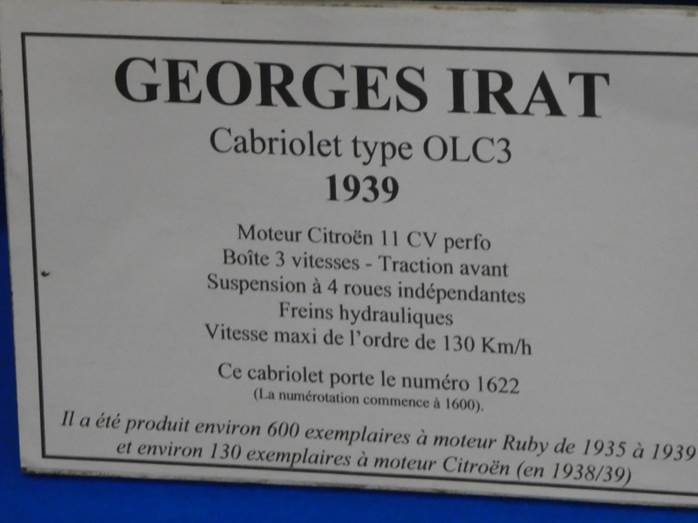 GEORGES IRAT
Cabriolet type OLC3
1939
Moteur Citroën 11 CV perfo
Boîte 3 vitesses - Traction avant
Suspension à 4 roues indépendantes
Freins hydrauliques
Vitesse maxi de l'ordre de 130 Km/h
Ce cabriolet porte le numéro 1622
(La numérotation commence à 1600).
Il a été produit environ 600 exemplaires à moteur Ruby de 1935 à 1939
et environ 130 exemplaires à moteur Citroën (en 1938/39)